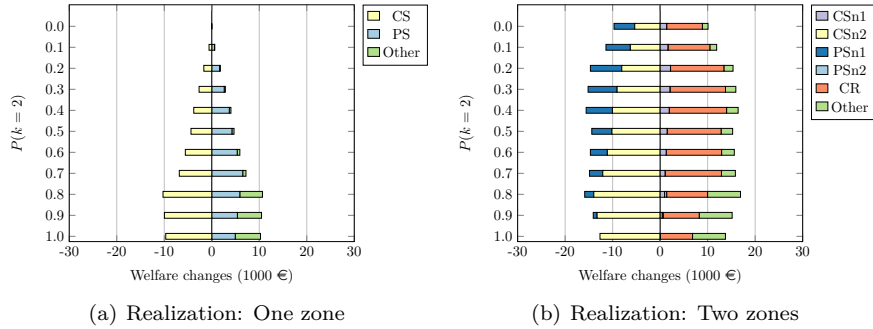 0.0
0.1
0.2
0.3
0.4
0.5
0.6
0.7
0.8
0.9
1.0
P(k = 2)
-30 -20 -10 0 10 20 30
Welfare changes (1000 €)
CS
PS
Other
(a) Realization: One zone
0.0
0.1
0.2
0.3
0.4
0.5
0.6
0.7
0.8
0.9
1.0
P(k = 2)
-30 -20 -10 0 10 20 30
Welfare changes (1000 €)
CSn1
CSn2
PSn1
PSn2
CR
Other
(b) Realization: Two zones